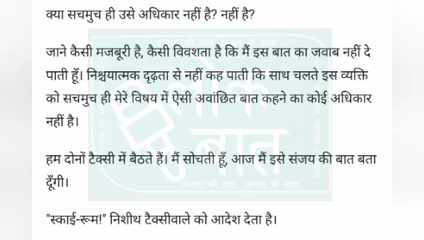 क्या सचमुच ही उसे अधिकार नहीं है? नहीं है?
जाने कैसी मजबूरी है, कैसी विवशता है कि मैं इस बात का जवाब नहीं दे
पाती हूँ। निश्चयात्मक दृढ़ता से नहीं कह पाती कि साथ चलते इस व्यक्ति
को सचमुच ही मेरे विषय में ऐसी अवांछित बात कहने का कोई अधिकार
नहीं है।
हम दोनों टैक्सी में बैठते हैं। मैं सोचती हूँ, आज मैं इसे संजय की बात बता
दूँगी।
"स्काई-रूम!" निशीथ टैक्सीवाले को आदेश देता है।